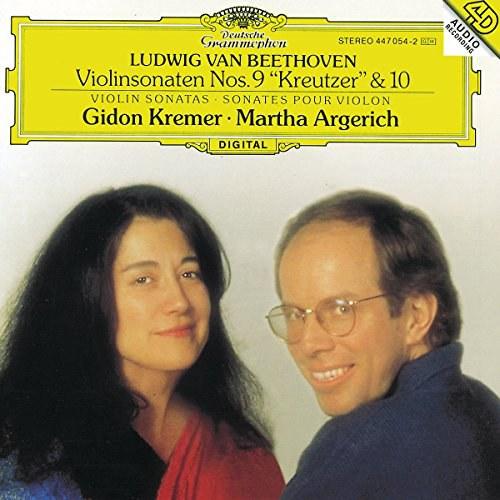 Deutsche
Grammophon
STEREO 447 054-2 GIW
4D
AUDIO
RECORDING
LUDWIG VAN BEETHOVEN
Violinsonaten Nos. 9 “Kreutzer” & 10
VIOLIN SONATAS · SONATES POUR VIOLON
Gidon Kremer · Martha Argerich
DIGITAL